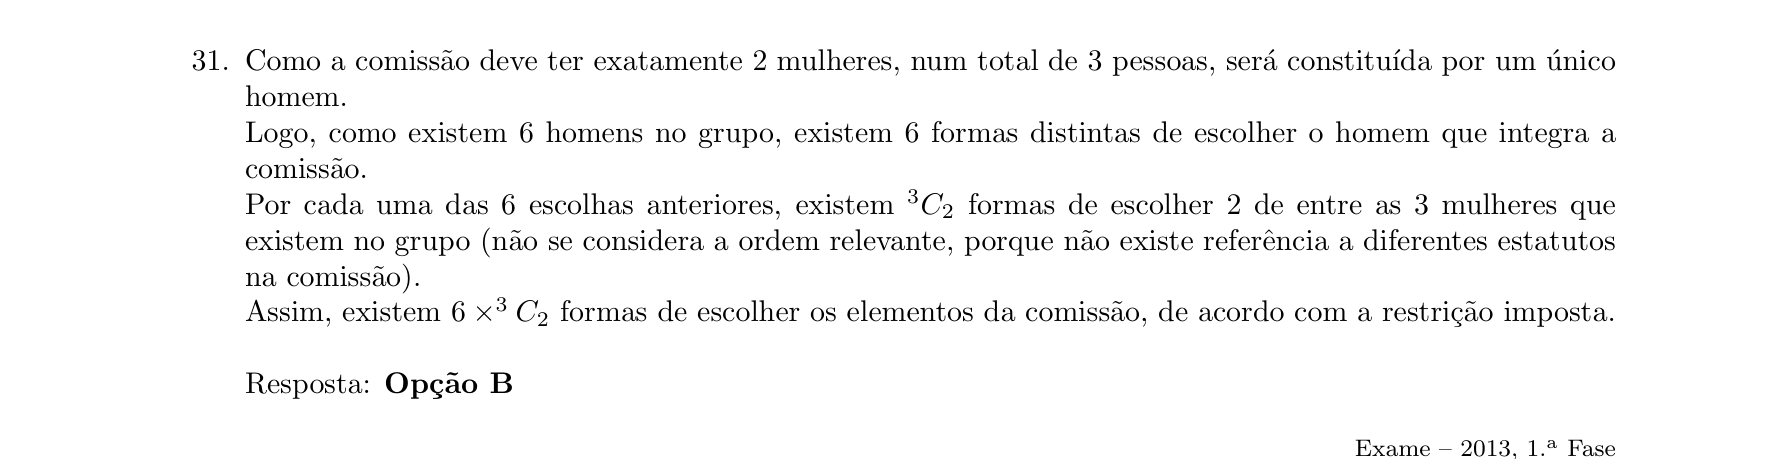 31. Como a comissão deve ter exatamente 2 mulheres, num total de 3 pessoas, será constituída por um único
homem.
Logo, como existem 6 homens no grupo, existem 6 formas distintas de escolher o homem que integra a
comissão.
Por cada uma das 6 escolhas anteriores, existem ³C₂ formas de escolher 2 de entre as 3 mulheres que
existem no grupo (não se considera a ordem relevante, porque não existe referência a diferentes estatutos
na comissão).
Assim, existem 6 ×³ C₂ formas de escolher os elementos da comissão, de acordo com a restrição imposta.
Resposta: Opção B
Exame – 2013, 1.ª Fase